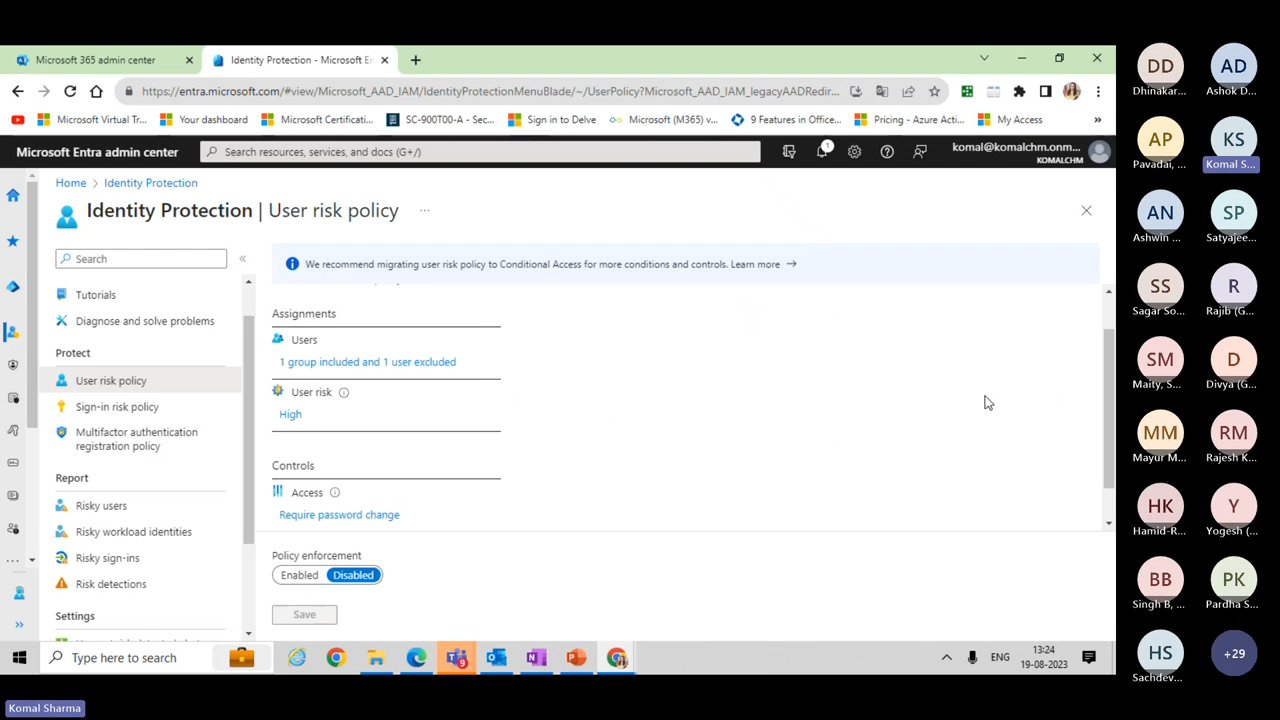 Microsoft 365 admin center
Identity Protection - Microsoft E
https://entra.microsoft.com/#view/Microsoft_AAD_IAM/IdentityProtectionMenuBlade/~/UserPolicy?Microsoft_AAD_IAM_legacyAADRedir...
Microsoft Virtual Tr...
Your dashboard
Microsoft Certificati...
SC-900T00-A - Sec...
Sign in to Delve
Microsoft (M365) v...
9 Features in Office...
Pricing - Azure Acti...
My Access
»
Microsoft Entra admin center
Search resources, services, and docs (G+/)
1
komal@komalchm.onm...
KOMALCHM
Home > Identity Protection
Identity Protection | User risk policy
...
Search
«
We recommend migrating user risk policy to Conditional Access for more conditions and controls. Learn more →
Tutorials
Diagnose and solve problems
Protect
User risk policy
Sign-in risk policy
Multifactor authentication
registration policy
Report
Risky users
Risky workload identities
Risky sign-ins
Risk detections
Settings
Assignments
Users
1 group included and 1 user excluded
User risk
High
Controls
Access
Require password change
Policy enforcement
Enabled Disabled
Save
»
Type here to search
9
ENG
13:24
19-08-2023
DD
Dhinakar...
AD
Ashok D...
AP
Pavadai, ...
KS
Komal S...
AN
Ashwin ...
SP
Satyajee...
SS
Sagar So...
R
Rajib (G...
SM
Maity, S...
D
Divya (G...
MM
Mayur M...
RM
Rajesh K...
HK
Hamid-R...
Y
Yogesh (...
BB
Singh B, ...
PK
Pardha S...
HS
Sachdev...
+29
Komal Sharma